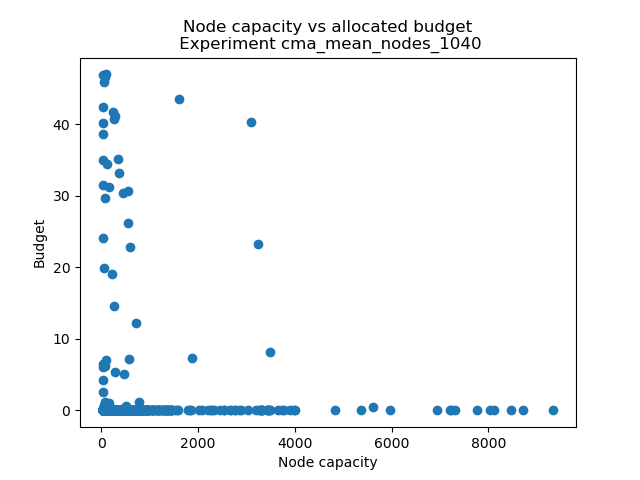 Node capacity vs allocated budget
Experiment cma_mean_nodes_1040
40
30
20
10
0
Budget
0 2000 4000 6000 8000
Node capacity